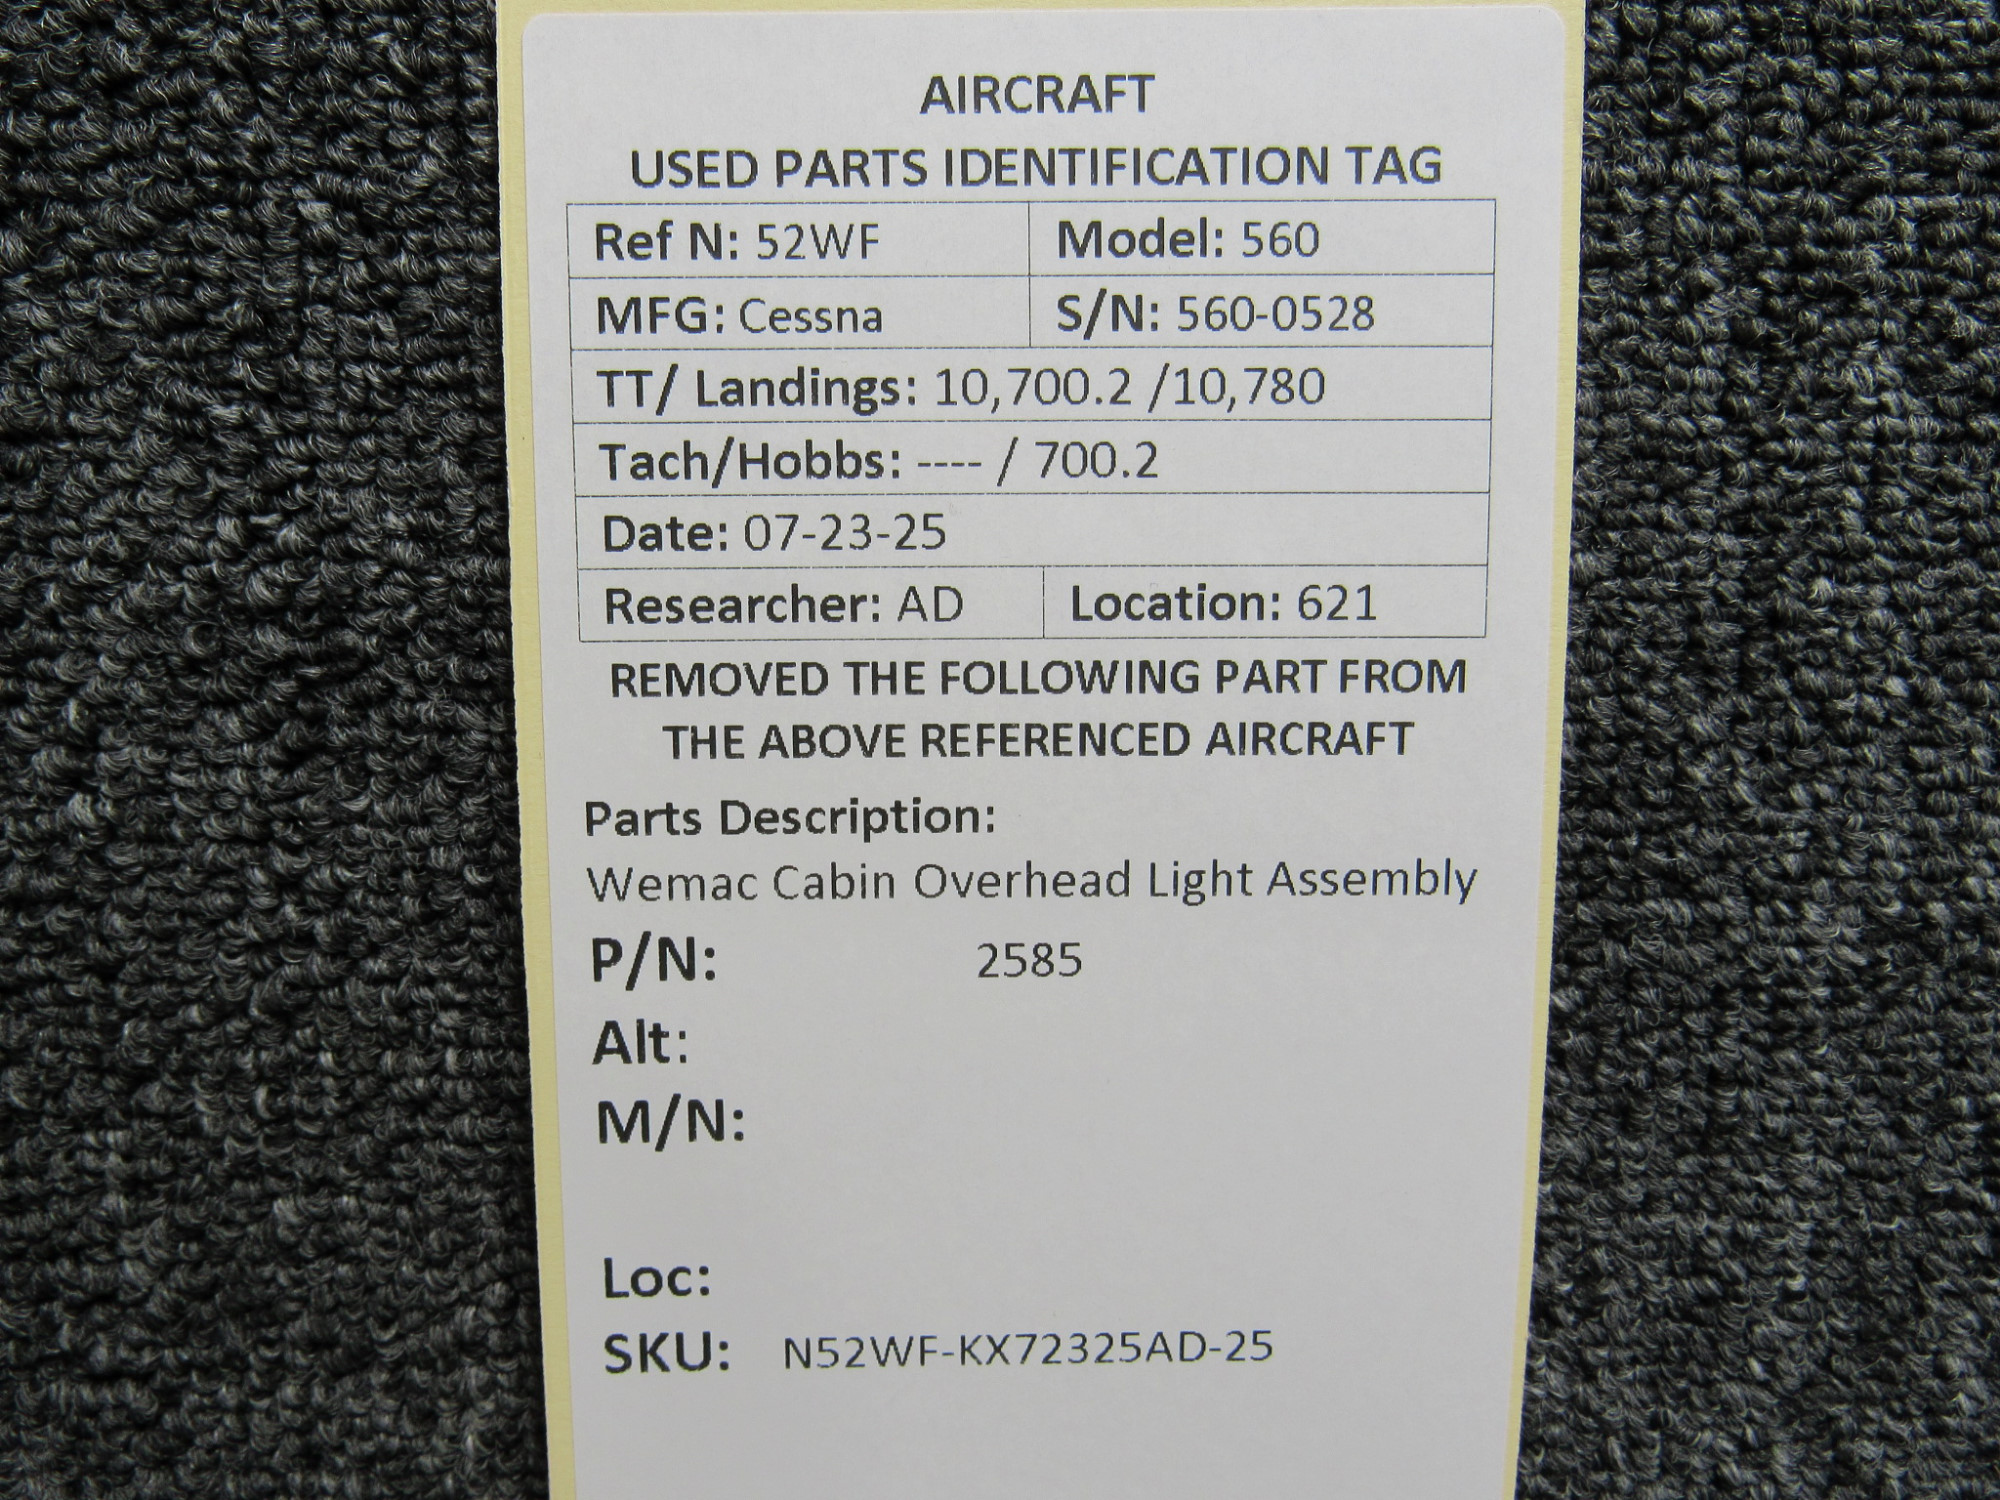 AIRCRAFT
USED PARTS IDENTIFICATION TAG
Ref N: 52WF Model: 560
MFG: Cessna S/N: 560-0528
TT/ Landings: 10,700.2 /10,780
Tach/Hobbs: ---- / 700.2
Date: 07-23-25
Researcher: AD Location: 621
REMOVED THE FOLLOWING PART FROM
THE ABOVE REFERENCED AIRCRAFT
Parts Description:
Wemac Cabin Overhead Light Assembly
P/N: 2585
Alt:
M/N:
Loc:
SKU: N52WF-KX72325AD-25